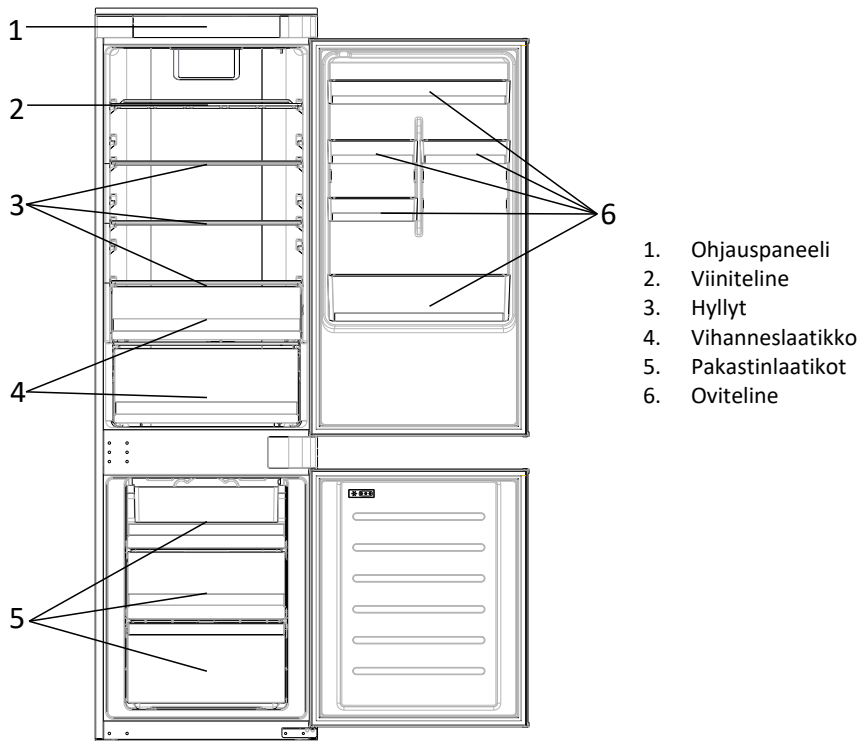 1
2
3
4
5
6
1. Ohjauspaneeli
2. Viiniteline
3. Hyllyt
4. Vihanneslaatikko
5. Pakastinlaatikot
6. Oviteline